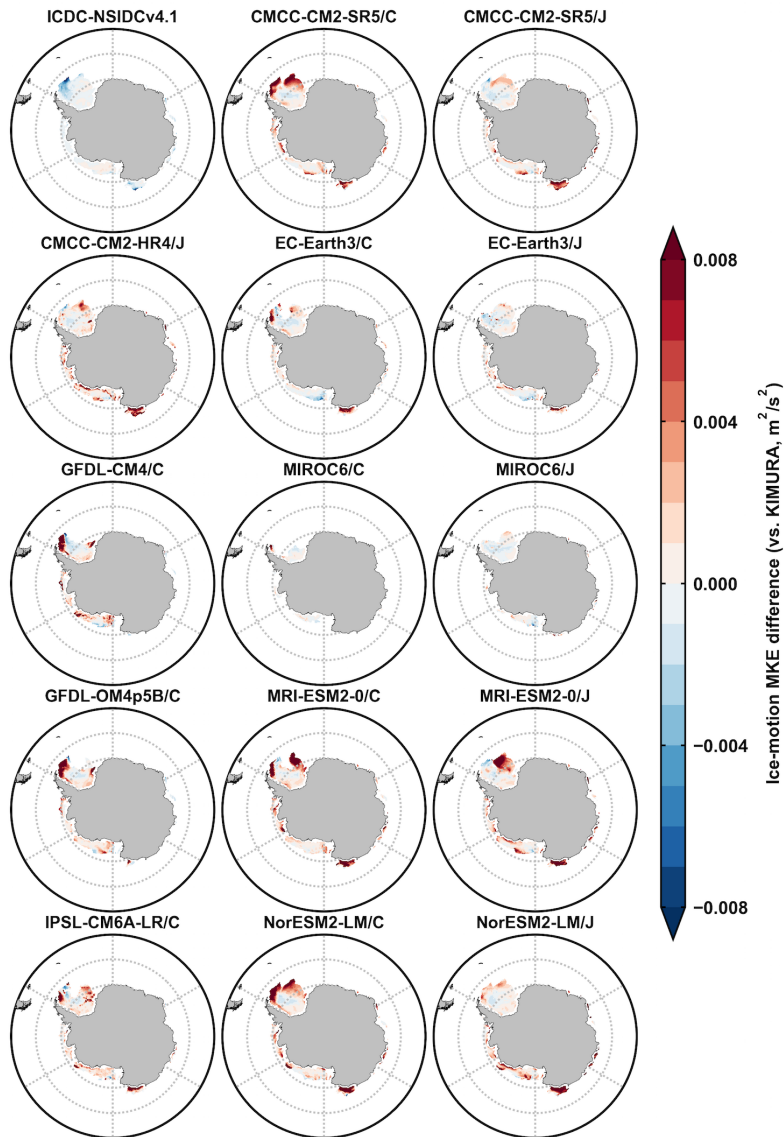 ICDC-NSIDCv4.1 CMCC-CM2-SR5/C CMCC-CM2-SR5/J
CMCC-CM2-HR4/J EC-Earth3/C EC-Earth3/J
GFDL-CM4/C MIROC6/C MIROC6/J
GFDL-OM4p5B/C MRI-ESM2-0/C MRI-ESM2-0/J
IPSL-CM6A-LR/C NorESM2-LM/C NorESM2-LM/J
0.008
0.004
0.000
−0.004
−0.008
Ice-motion MKE difference (vs. KIMURA, m²/s²)